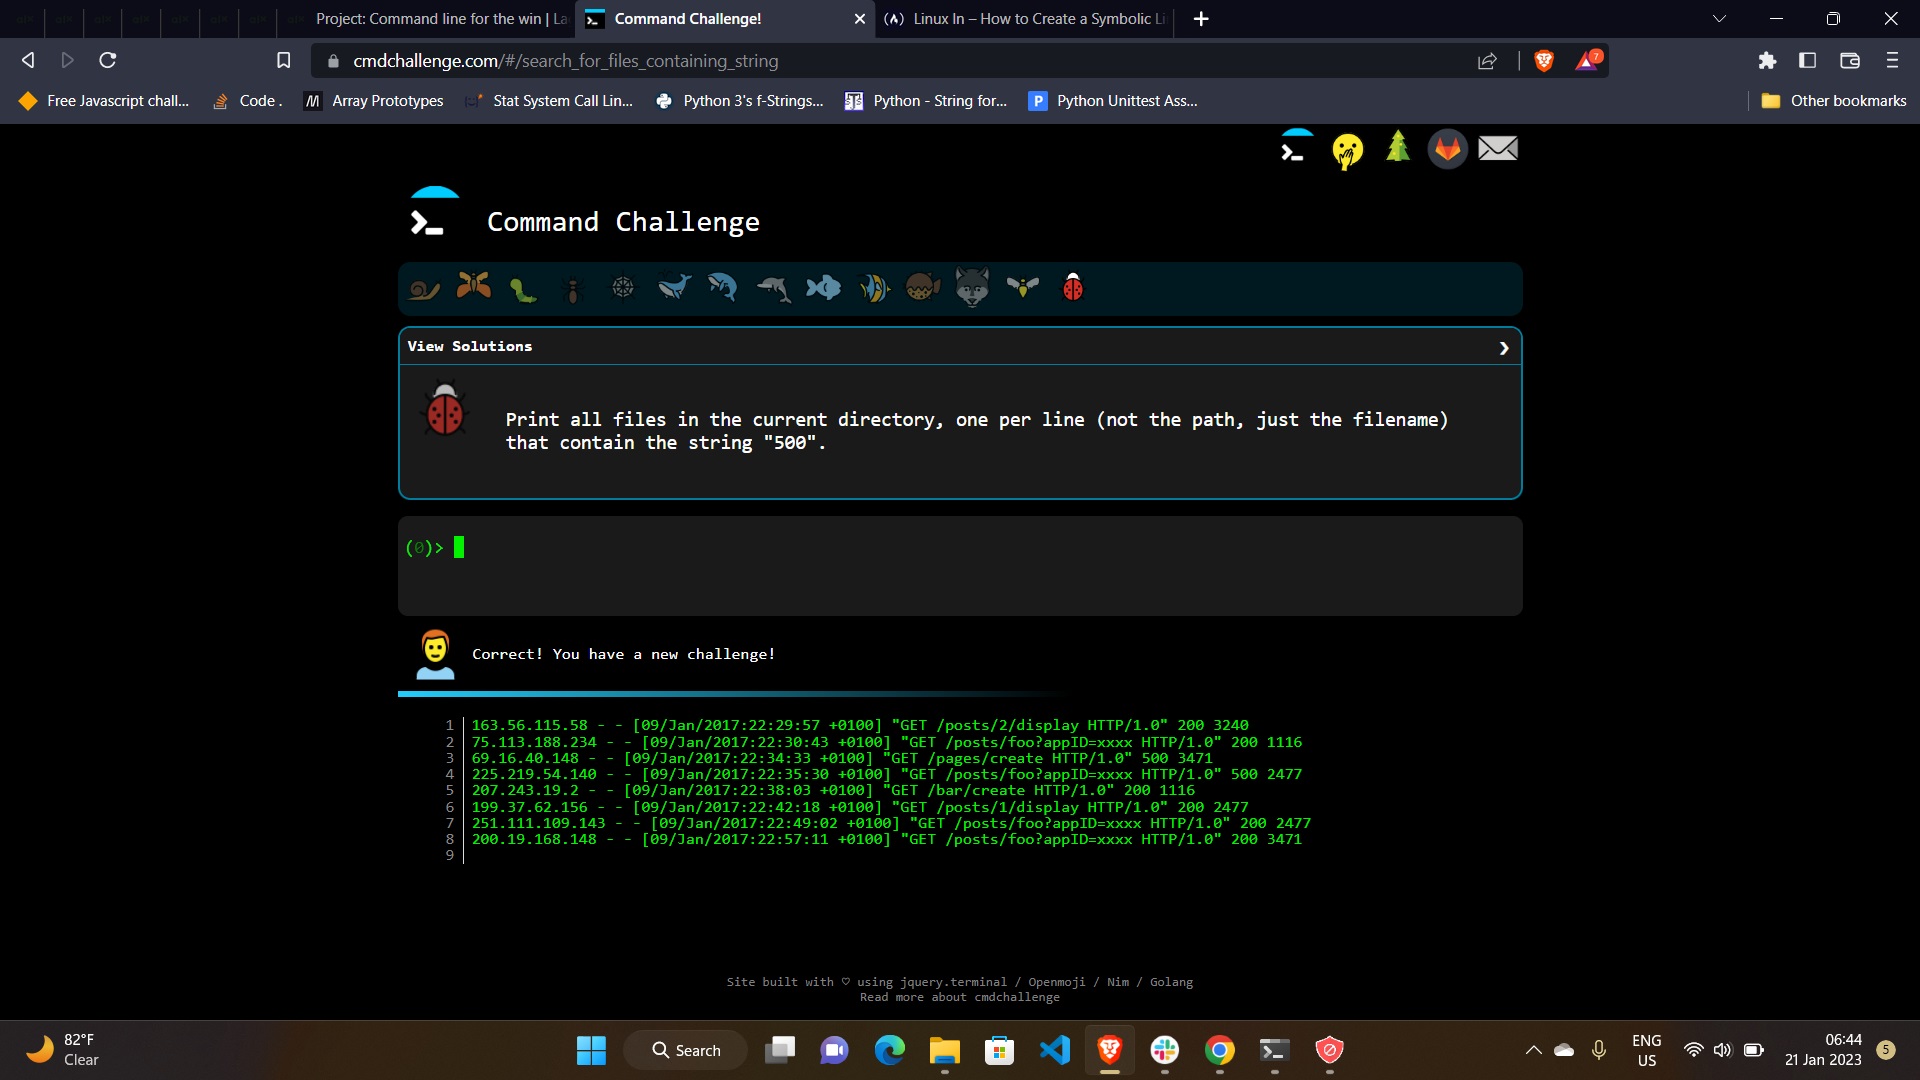 Project: Command line for the win | La
Command Challenge!
Linux ln – How to Create a Symbolic Li
cmdchallenge.com/#/search_for_files_containing_string
7
Free Javascript chall...
Code .
Array Prototypes
Stat System Call Lin...
Python 3's f-Strings...
Python - String for...
Python Unittest Ass...
Other bookmarks
Command Challenge
View Solutions
Print all files in the current directory, one per line (not the path, just the filename)
that contain the string "500".
(0)>
Correct! You have a new challenge!
1 163.56.115.58 - - [09/Jan/2017:22:29:57 +0100] "GET /posts/2/display HTTP/1.0" 200 3240
2 75.113.188.234 - - [09/Jan/2017:22:30:43 +0100] "GET /posts/foo?appID=xxxx HTTP/1.0" 200 1116
3 69.16.40.148 - - [09/Jan/2017:22:34:33 +0100] "GET /pages/create HTTP/1.0" 500 3471
4 225.219.54.140 - - [09/Jan/2017:22:35:30 +0100] "GET /posts/foo?appID=xxxx HTTP/1.0" 500 2477
5 207.243.19.2 - - [09/Jan/2017:22:38:03 +0100] "GET /bar/create HTTP/1.0" 200 1116
6 199.37.62.156 - - [09/Jan/2017:22:42:18 +0100] "GET /posts/1/display HTTP/1.0" 200 2477
7 251.111.109.143 - - [09/Jan/2017:22:49:02 +0100] "GET /posts/foo?appID=xxxx HTTP/1.0" 200 2477
8 200.19.168.148 - - [09/Jan/2017:22:57:11 +0100] "GET /posts/foo?appID=xxxx HTTP/1.0" 200 3471
9
Site built with ♡ using jquery.terminal / Openmoji / Nim / Golang
Read more about cmdchallenge
82°F
Clear
Search
ENG
US
06:44
21 Jan 2023
5